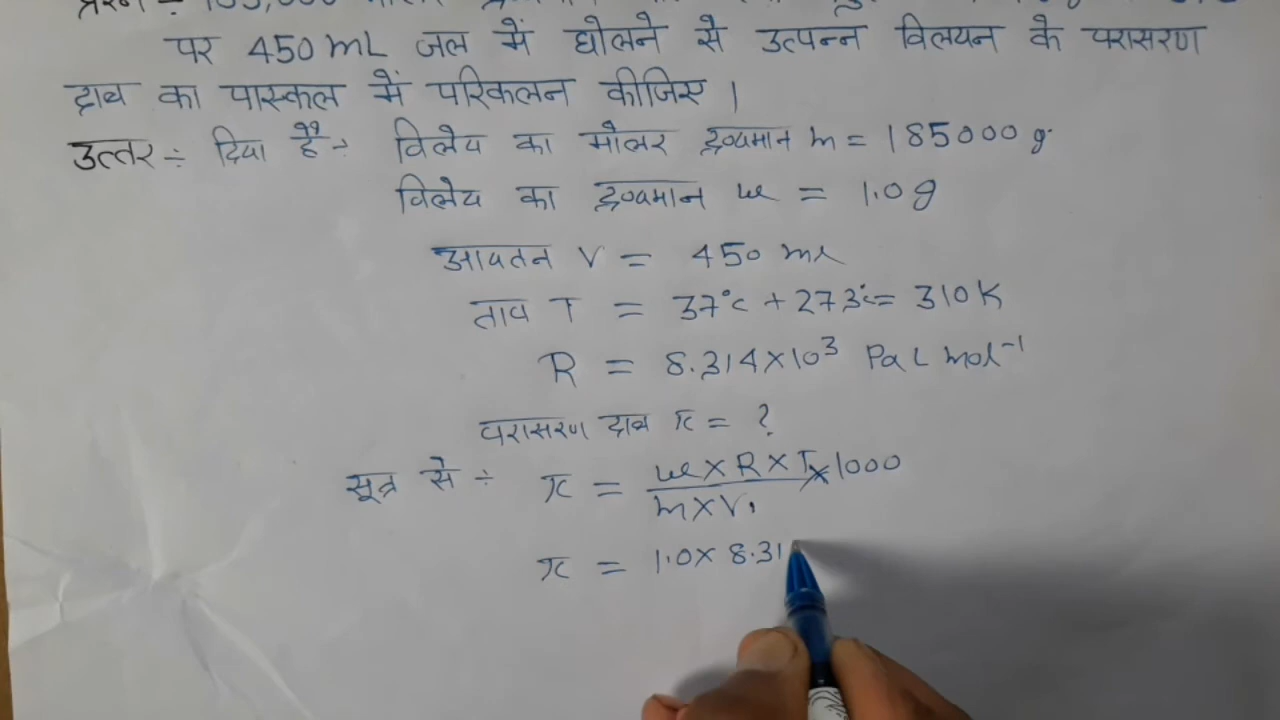 पर 450 mL जल में घोलने से उत्पन्न विलयन के परासरण
दाब का पास्कल में परिकलन कीजिए।
उत्तर ÷ दिया है ÷ विलेय का मोलर द्रव्यमान m = 185000 g
विलेय का द्रव्यमान w = 1.0 g
आयतन V = 450 ml
ताप T = 37°c + 273°c = 310 K
R = 8.314×10³ Pa L mol⁻¹
परासरण दाब π = ?
सूत्र से ÷ π = w×R×T×1000 / m×V
π = 1.0× 8.31